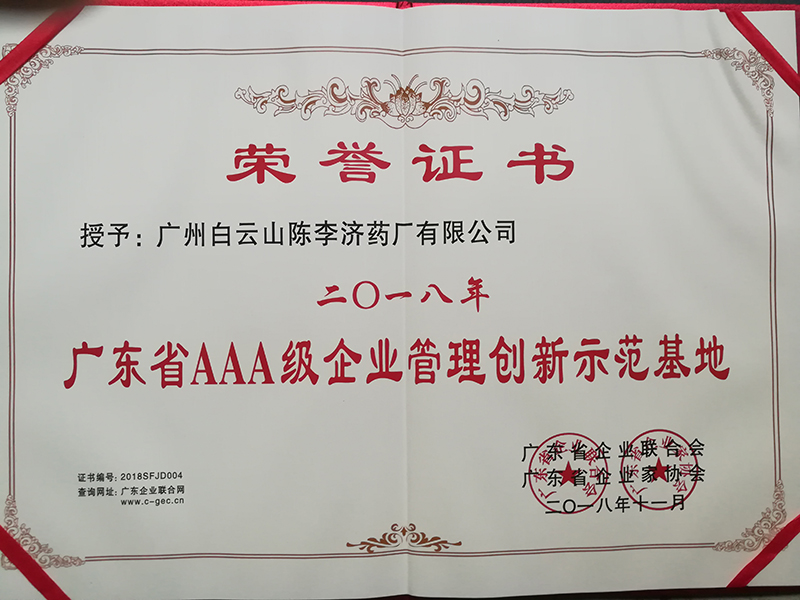 荣誉证书
授予：广州白云山陈李济药厂有限公司
二〇一八年
广东省AAA级企业管理创新示范基地
证书编号：2018SFJD004
查询网址：广东企业联合网
www.c-gec.cn
广东省企业联合会
广东省企业家协会
二〇一八年十一月